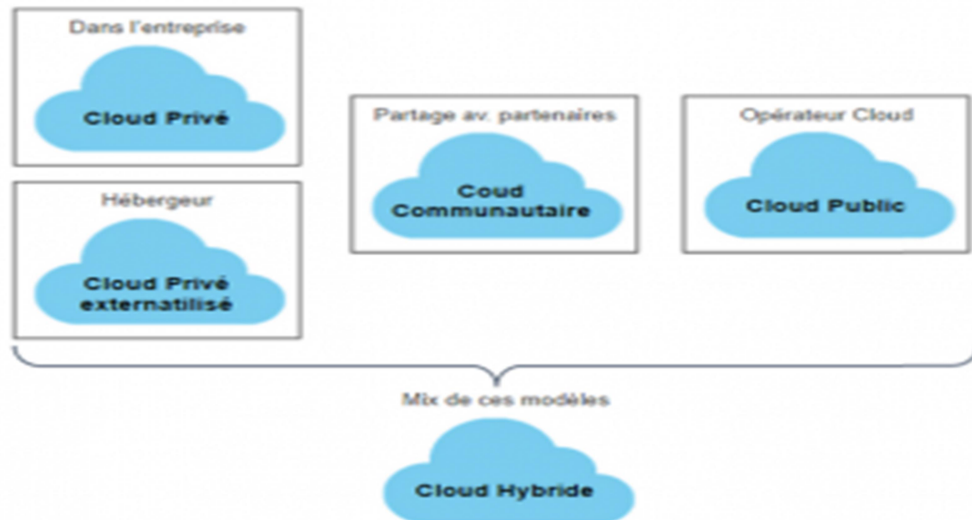 Dans l'entreprise
Cloud Privé
Hébergeur
Cloud Privé
externatilisé
Partage av. partenaires
Coud
Communautaire
Opérateur Cloud
Cloud Public
Mix de ces modèles
Cloud Hybride